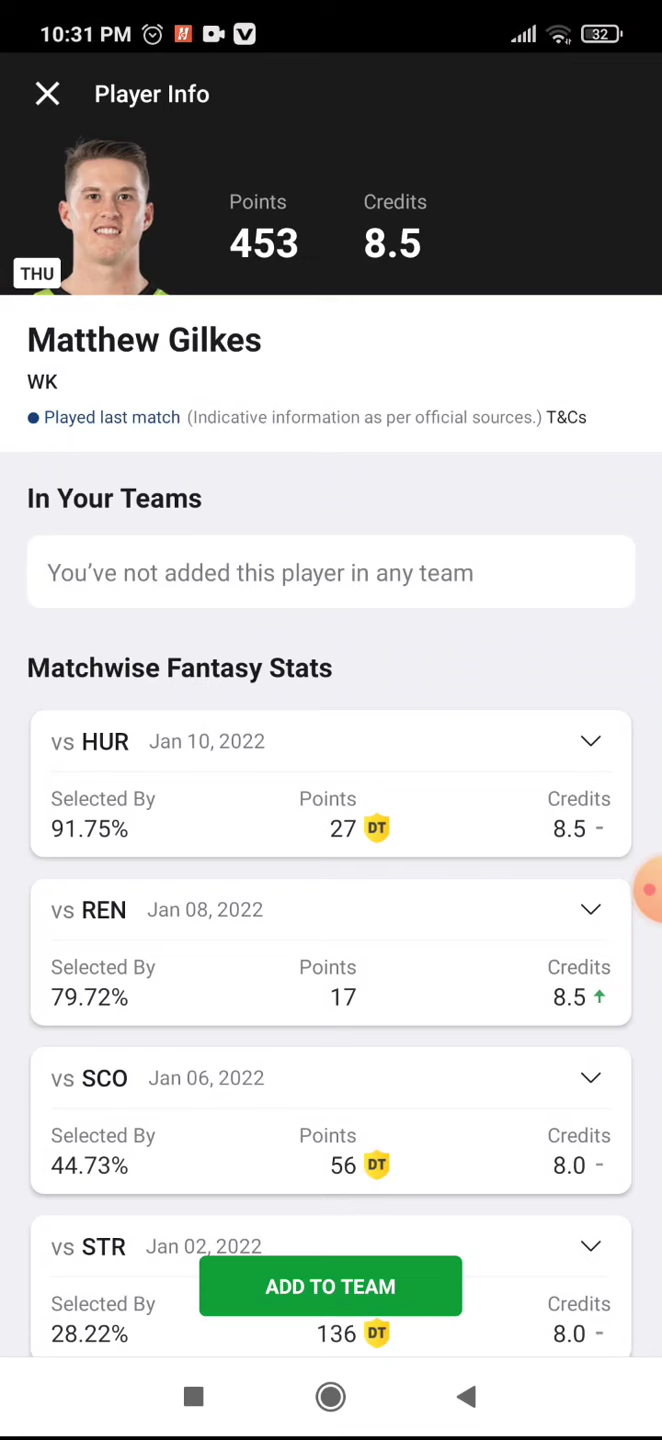 10:31 PM
32
Player Info
Points Credits
453 8.5
THU
Matthew Gilkes
WK
Played last match (Indicative information as per official sources.) T&Cs
In Your Teams
You’ve not added this player in any team
Matchwise Fantasy Stats
vs HUR Jan 10, 2022
Selected By Points Credits
91.75% 27 DT 8.5 -
vs REN Jan 08, 2022
Selected By Points Credits
79.72% 17 8.5
vs SCO Jan 06, 2022
Selected By Points Credits
44.73% 56 DT 8.0 -
vs STR Jan 02, 2022
ADD TO TEAM
Selected By Credits
28.22% 136 DT 8.0 -